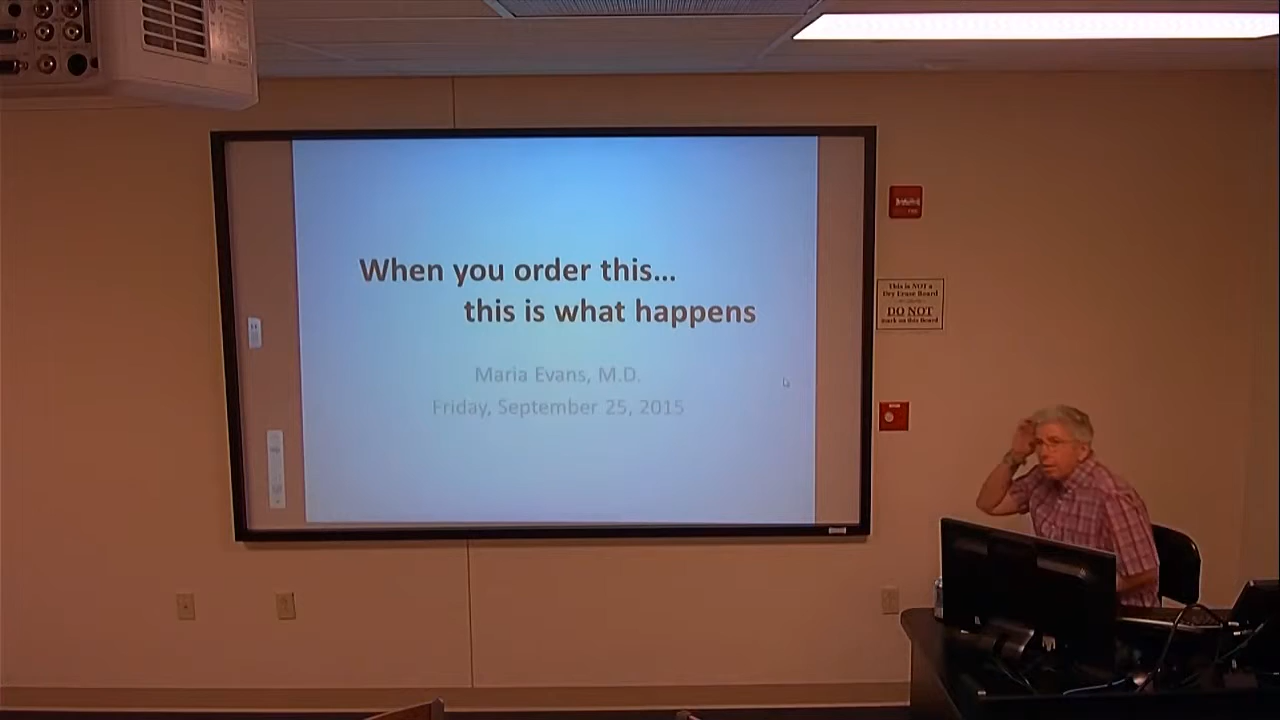 When you order this...
this is what happens
Maria Evans, M.D.
Friday, September 25, 2015
This is NOT a
Dry Erase Board
DO NOT
mark on this Board